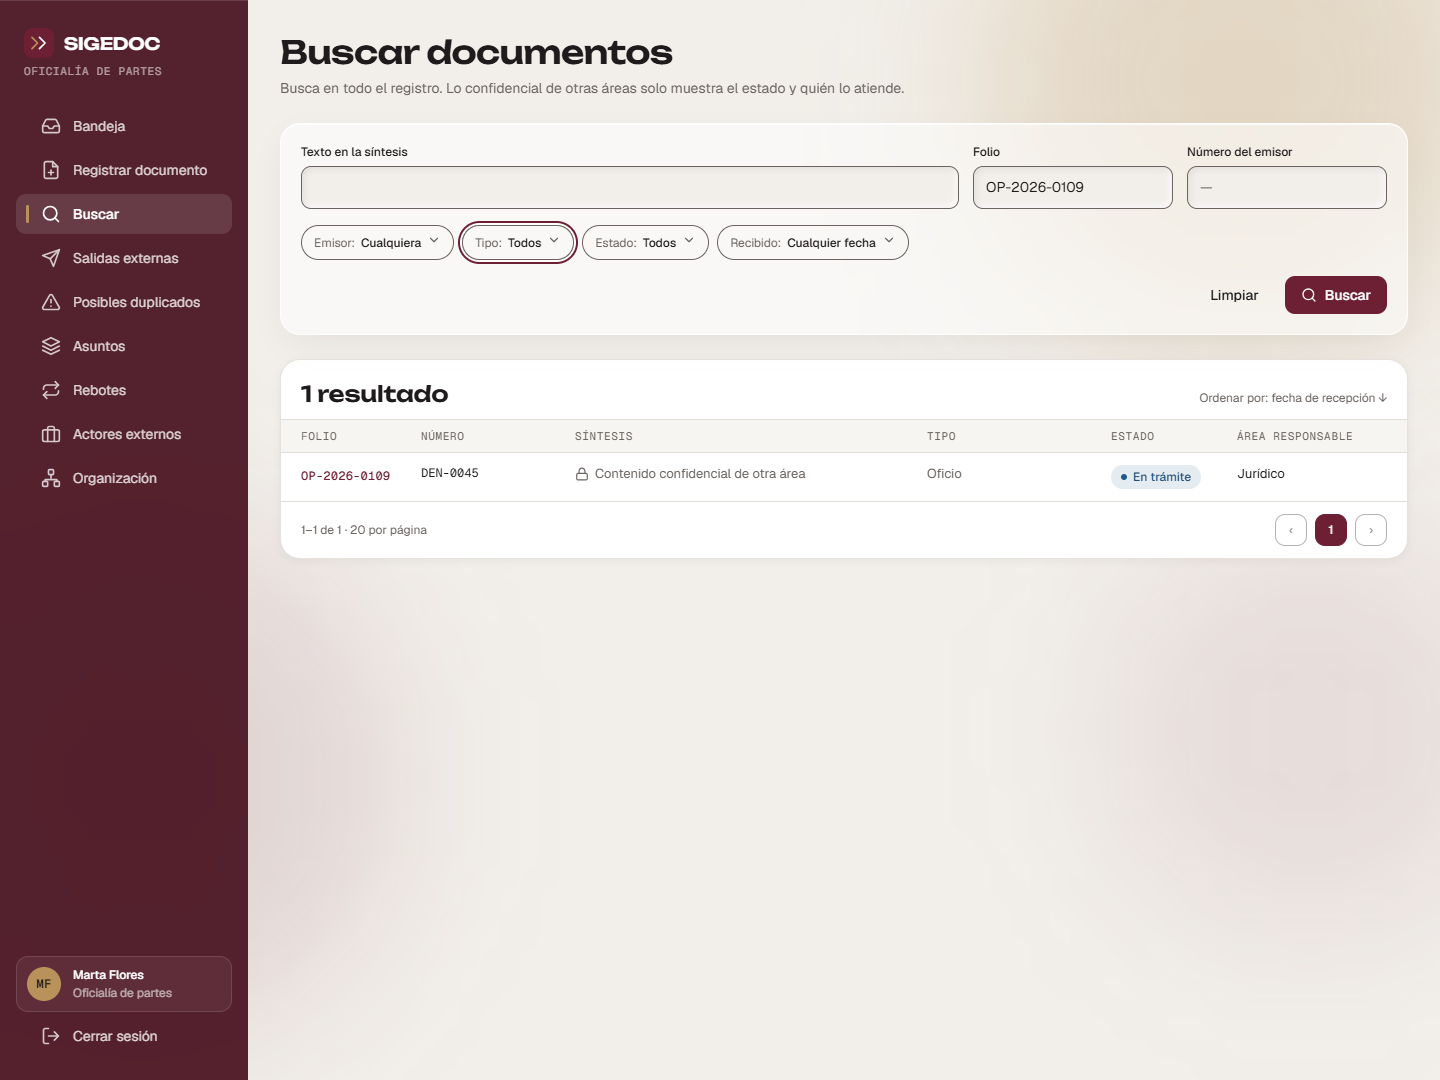 SIGEDOC
OFICIALÍA DE PARTES
Bandeja
Registrar documento
Buscar
Salidas externas
Posibles duplicados
Asuntos
Rebotes
Actores externos
Organización
MF
Marta Flores
Oficialía de partes
Cerrar sesión
Buscar documentos
Busca en todo el registro. Lo confidencial de otras áreas solo muestra el estado y quién lo atiende.
Texto en la síntesis
Folio
OP-2026-0109
Número del emisor
—
Emisor: Cualquiera
Tipo: Todos
Estado: Todos
Recibido: Cualquier fecha
Limpiar
Buscar
1 resultado
Ordenar por: fecha de recepción ↓
FOLIO NÚMERO SÍNTESIS TIPO ESTADO ÁREA RESPONSABLE
OP-2026-0109 DEN-0045 Contenido confidencial de otra área Oficio En trámite Jurídico
1–1 de 1 · 20 por página
‹ 1 ›